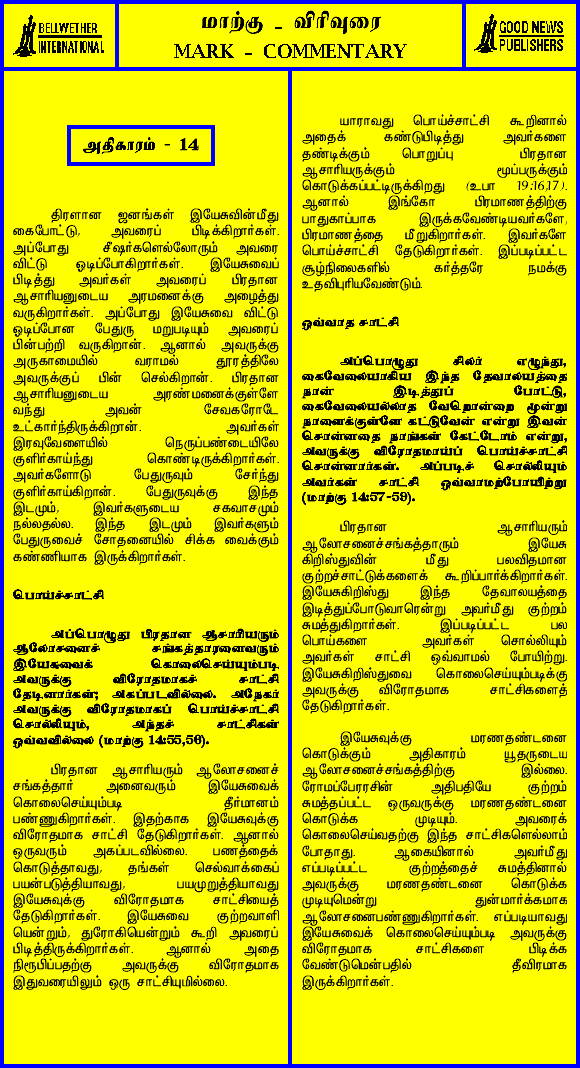 BELLWETHER
INTERNATIONAL
மாற்கு - விரிவுரை
MARK - COMMENTARY
GOOD NEWS
PUBLISHERS
அதிகாரம் - 14
திரளான ஜனங்கள் இயேசுவின்மீது
கைபோட்டு, அவரைப் பிடிக்கிறார்கள்.
அப்போது சீஷர்களெல்லோரும் அவரை
விட்டு ஓடிப்போகிறார்கள். இயேசுவைப்
பிடித்து அவர்கள் அவரைப் பிரதான
ஆசாரியனுடைய அரமனைக்கு அழைத்து
வருகிறார்கள். அப்போது இயேசுவை விட்டு
ஓடிப்போன பேதுரு மறுபடியும் அவரைப்
பின்பற்றி வருகிறான். ஆனால் அவருக்கு
அருகாமையில் வராமல் தூரத்திலே
அவருக்குப் பின் செல்கிறான். பிரதான
ஆசாரியனுடைய அரண்மனைக்குள்ளே
வந்து அவன் சேவகரோடே
உட்கார்ந்திருக்கிறான். அவர்கள்
இரவுவேளையில் நெருப்பண்டையிலே
குளிர்காய்ந்து கொண்டிருக்கிறார்கள்.
அவர்களோடு பேதுருவும் சேர்ந்து
குளிர்காய்கிறான். பேதுருவுக்கு இந்த
இடமும், இவர்களுடைய சகவாசமும்
நல்லதல்ல. இந்த இடமும் இவர்களும்
பேதுருவைச் சோதனையில் சிக்க வைக்கும்
கண்ணியாக இருக்கிறார்கள்.
பொய்ச்சாட்சி
அப்பொழுது பிரதான ஆசாரியரும்
ஆலோசனைச் சங்கத்தாரனைவரும்
இயேசுவைக் கொலைசெய்யும்படி
அவருக்கு விரோதமாகச் சாட்சி
தேடினார்கள்; அகப்படவில்லை. அநேகர்
அவருக்கு விரோதமாகப் பொய்ச்சாட்சி
சொல்லியும், அந்தச் சாட்சிகள்
ஒவ்வவில்லை (மாற்கு 14:55,56).
பிரதான ஆசாரியரும் ஆலோசனைச்
சங்கத்தார் அனைவரும் இயேசுவைக்
கொலைசெய்யும்படி தீர்மானம்
பண்ணுகிறார்கள். இதற்காக இயேசுவுக்கு
விரோதமாக சாட்சி தேடுகிறார்கள். ஆனால்
ஒருவரும் அகப்படவில்லை. பணத்தைக்
கொடுத்தாவது, தங்கள் செல்வாக்கைப்
பயன்படுத்தியாவது, பயமுறுத்தியாவது
இயேசுவுக்கு விரோதமாக சாட்சியைத்
தேடுகிறார்கள். இயேசுவை குற்றவாளி
யென்றும், துரோகியென்றும் கூறி அவரைப்
பிடித்திருக்கிறார்கள். ஆனால் அதை
நிரூபிப்பதற்கு அவருக்கு விரோதமாக
இதுவரையிலும் ஒரு சாட்சியுமில்லை.
யாராவது பொய்ச்சாட்சி கூறினால்
அதைக் கண்டுபிடித்து அவர்களை
தண்டிக்கும் பொறுப்பு பிரதான
ஆசாரியருக்கும் மூப்பருக்கும்
கொடுக்கப்பட்டிருக்கிறது (உபா 19:16,17).
ஆனால் இங்கோ பிரமாணத்திற்கு
பாதுகாப்பாக இருக்கவேண்டியவர்களே,
பிரமாணத்தை மீறுகிறார்கள். இவர்களே
பொய்ச்சாட்சி தேடுகிறார்கள். இப்படிப்பட்ட
சூழ்நிலைகளில் கர்த்தரே நமக்கு
உதவிபுரியவேண்டும்.
ஒவ்வாத சாட்சி
அப்பொழுது சிலர் எழுந்து,
கைவேலையாகிய இந்த தேவாலயத்தை
நான் இடித்துப் போட்டு,
கைவேலையல்லாத வேறொன்றை மூன்று
நாளைக்குள்ளே கட்டுவேன் என்று இவன்
சொன்னதை நாங்கள் கேட்டோம் என்று,
அவருக்கு விரோதமாய்ப் பொய்ச்சாட்சி
சொன்னார்கள். அப்படிச் சொல்லியும்
அவர்கள் சாட்சி ஒவ்வாமற்போயிற்று
(மாற்கு 14:57-59).
பிரதான ஆசாரியரும்
ஆலோசனைச்சங்கத்தாரும் இயேசு
கிறிஸ்துவின் மீது பலவிதமான
குற்றச்சாட்டுக்களைக் கூறிப்பார்க்கிறார்கள்.
இயேசுகிறிஸ்து இந்த தேவாலயத்தை
இடித்துப்போடுவாரென்று அவர்மீது குற்றம்
சுமத்துகிறார்கள். இப்படிப்பட்ட பல
பொய்களை அவர்கள் சொல்லியும்
அவர்கள் சாட்சி ஒவ்வாமல் போயிற்று.
இயேசுகிறிஸ்துவை கொலைசெய்யும்படிக்கு
அவருக்கு விரோதமாக சாட்சிகளைத்
தேடுகிறார்கள்.
இயேசுவுக்கு மரணதண்டனை
கொடுக்கும் அதிகாரம் யூதருடைய
ஆலோசனைச்சங்கத்திற்கு இல்லை.
ரோமப்பேரரசின் அதிபதியே குற்றம்
சுமத்தப்பட்ட ஒருவருக்கு மரணதண்டனை
கொடுக்க முடியும். அவரைக்
கொலைசெய்வதற்கு இந்த சாட்சிகளெல்லாம்
போதாது. ஆகையினால் அவர்மீது
எப்படிப்பட்ட குற்றத்தைச் சுமத்தினால்
அவருக்கு மரணதண்டனை கொடுக்க
முடியுமென்று துன்மார்க்கமாக
ஆலோசனைபண்ணுகிறார்கள். எப்படியாவது
இயேசுவைக் கொலைசெய்யும்படி அவருக்கு
விரோதமாக சாட்சிகளை பிடிக்க
வேண்டுமென்பதில் தீவிரமாக
இருக்கிறார்கள்.